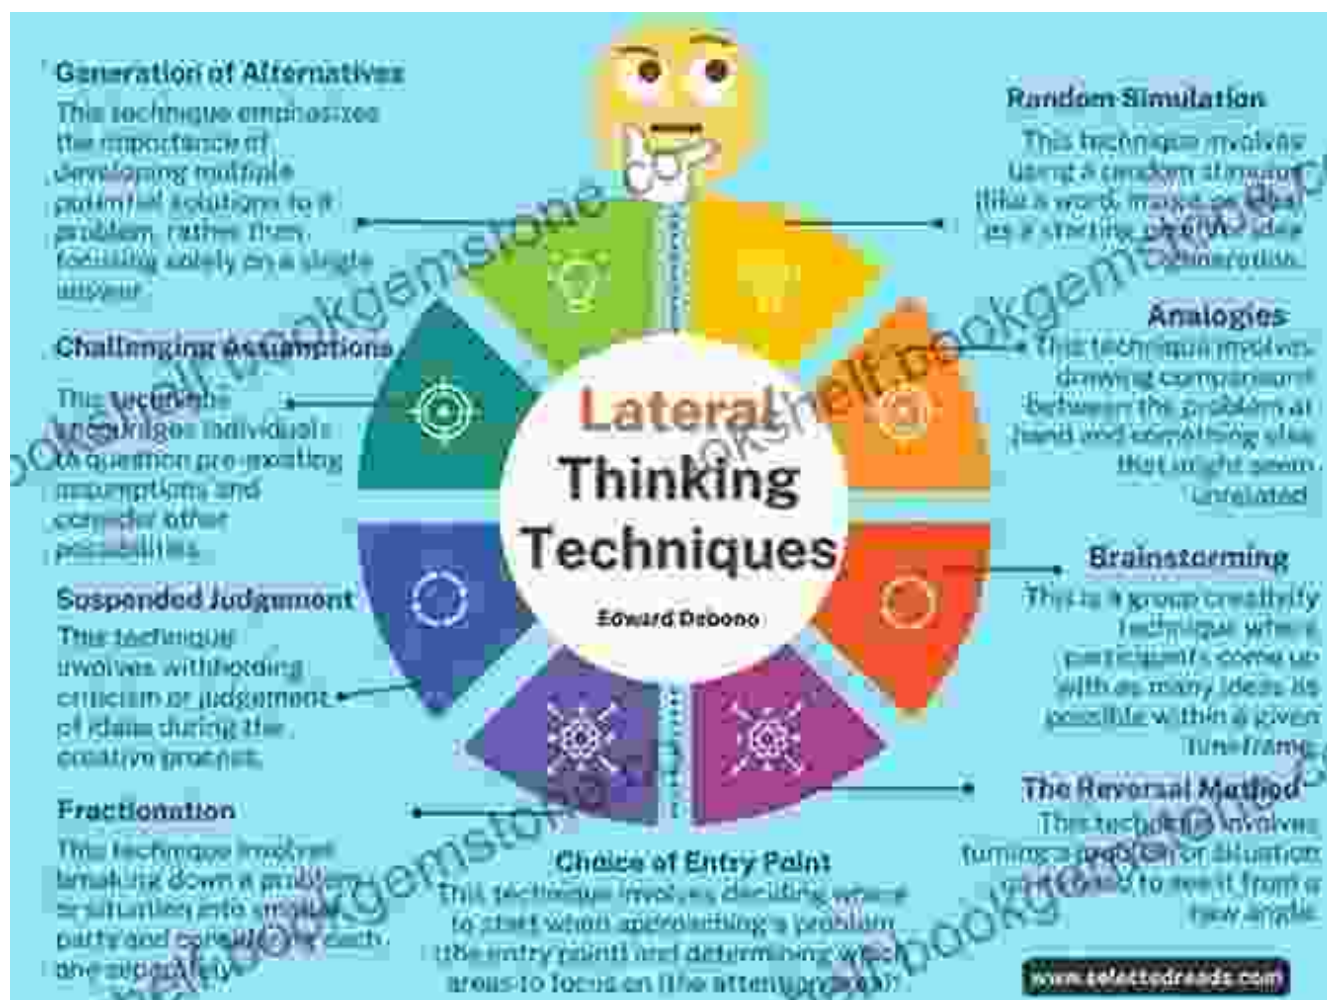 Generation of Alternatives
This technique emphasizes
the importance of
developing multiple
potential solutions to a
problem, rather than
focusing solely on a single
answer.
Challenging Assumptions
This technique
encourages individuals
to question pre-existing
assumptions and
consider other
possibilities.
Suspended Judgement
This technique
involves withholding
criticism or judgement
of ideas during the
creative process.
Fractionation
This technique involves
breaking down a problem
or situation into smaller
parts and considering each
one separately.
Lateral
Thinking
Techniques
Edward Debono
Choice of Entry Point
This technique involves deciding where
to start when approaching a problem
(the entry point) and determining which
areas to focus on (the attention area).
Random Simulation
This technique involves
using a random stimulus
(like a word, image, or
as a starting idea
Analogies
This technique involves
drawing comparisons
between the problem at
hand and something else
that might seem
unrelated.
Brainstorming
This is a group creativity
technique where
participants come up
with as many ideas as
possible within a given
timeframe.
The Reversal Method
This technique involves
turning a problem or situation
to see it from a
new angle.
www.selectedreads.com
bookshelf.bookgemstone